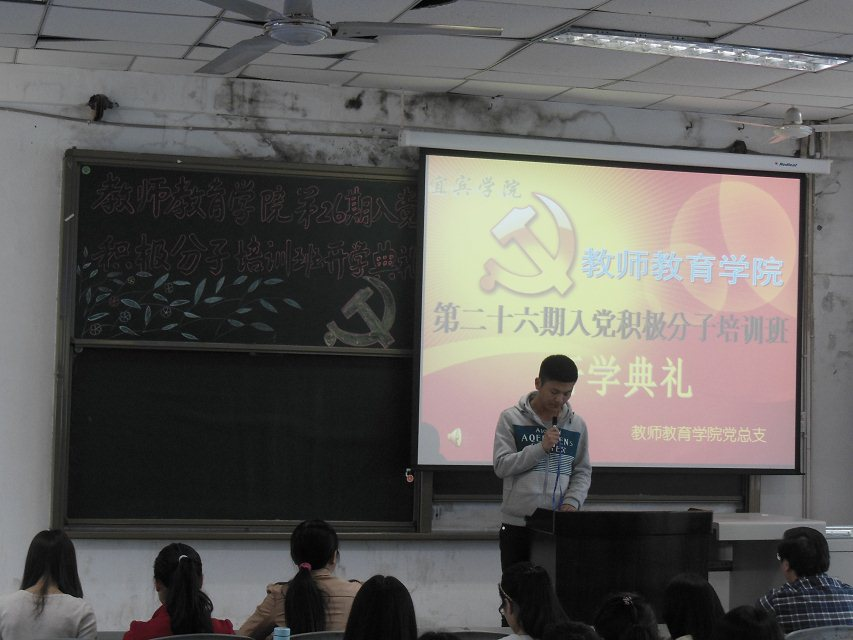 教师教育学院第26期入党
积极分子培训班开学典礼
宜宾学院
教师教育学院
第二十六期入党积极分子培训班
学典礼
教师教育学院党总支